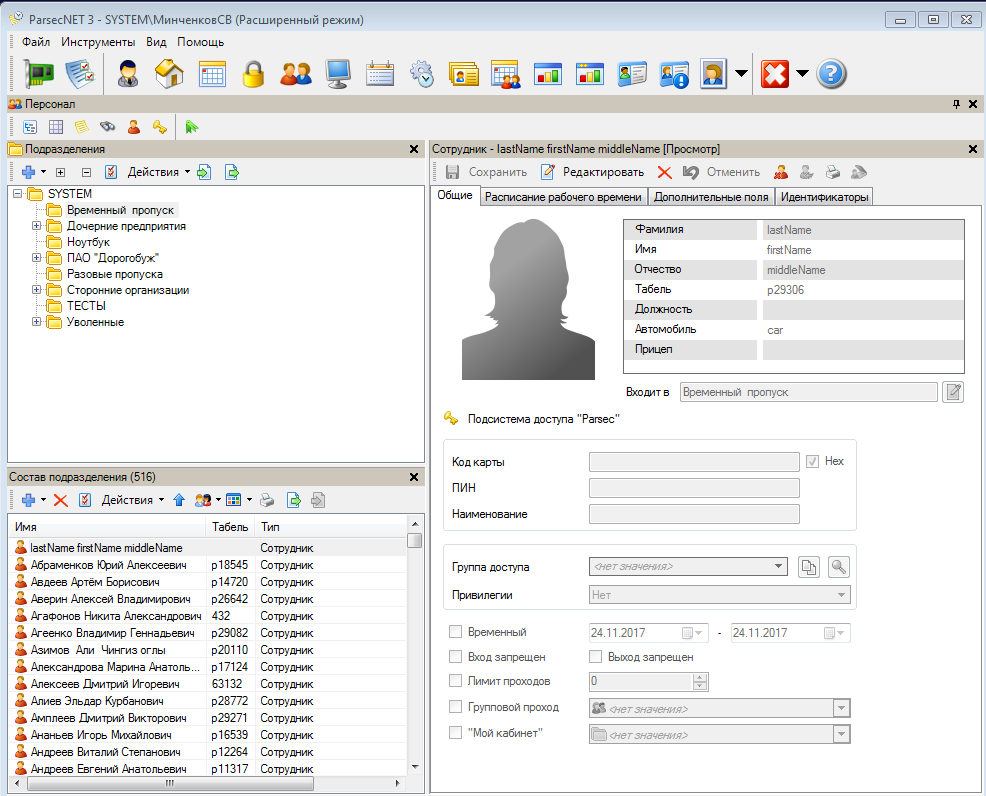 ParsecNET 3 - SYSTEM\МинченковСВ (Расширенный режим)
Файл Инструменты Вид Помощь
Персонал
Подразделения
Действия
SYSTEM
Временный пропуск
Дочерние предприятия
Ноутбук
ПАО "Дорогобуж"
Разовые пропуска
Сторонние организации
ТЕСТЫ
Уволенные
Состав подразделения (516)
Действия
Имя Табель Тип
lastName firstName middleName Сотрудник
Абраменков Юрий Алексеевич p18545 Сотрудник
Авдеев Артём Борисович p14720 Сотрудник
Аверин Алексей Владимирович p26642 Сотрудник
Агафонов Никита Александрович 432 Сотрудник
Агеенко Владимир Геннадьевич p29082 Сотрудник
Азимов Али Чингиз оглы p20110 Сотрудник
Александрова Марина Анатоль... p17124 Сотрудник
Алексеев Дмитрий Игоревич 63132 Сотрудник
Алиев Эльдар Курбанович p28772 Сотрудник
Амплеев Дмитрий Викторович p29271 Сотрудник
Ананьев Игорь Михайлович p16539 Сотрудник
Андреев Виталий Степанович p12264 Сотрудник
Андреев Евгений Анатольевич p11317 Сотрудник
Сотрудник - lastName firstName middleName [Просмотр]
Сохранить Редактировать Отменить
Общие Расписание рабочего времени Дополнительные поля Идентификаторы
Фамилия lastName
Имя firstName
Отчество middleName
Табель p29306
Должность
Автомобиль car
Прицеп
Входит в Временный пропуск
Подсистема доступа "Parsec"
Код карты Hex
ПИН
Наименование
Группа доступа <нет значения>
Привилегии Нет
Временный 24.11.2017 - 24.11.2017
Вход запрещен Выход запрещен
Лимит проходов 0
Групповой проход <нет значения>
"Мой кабинет" <нет значения>